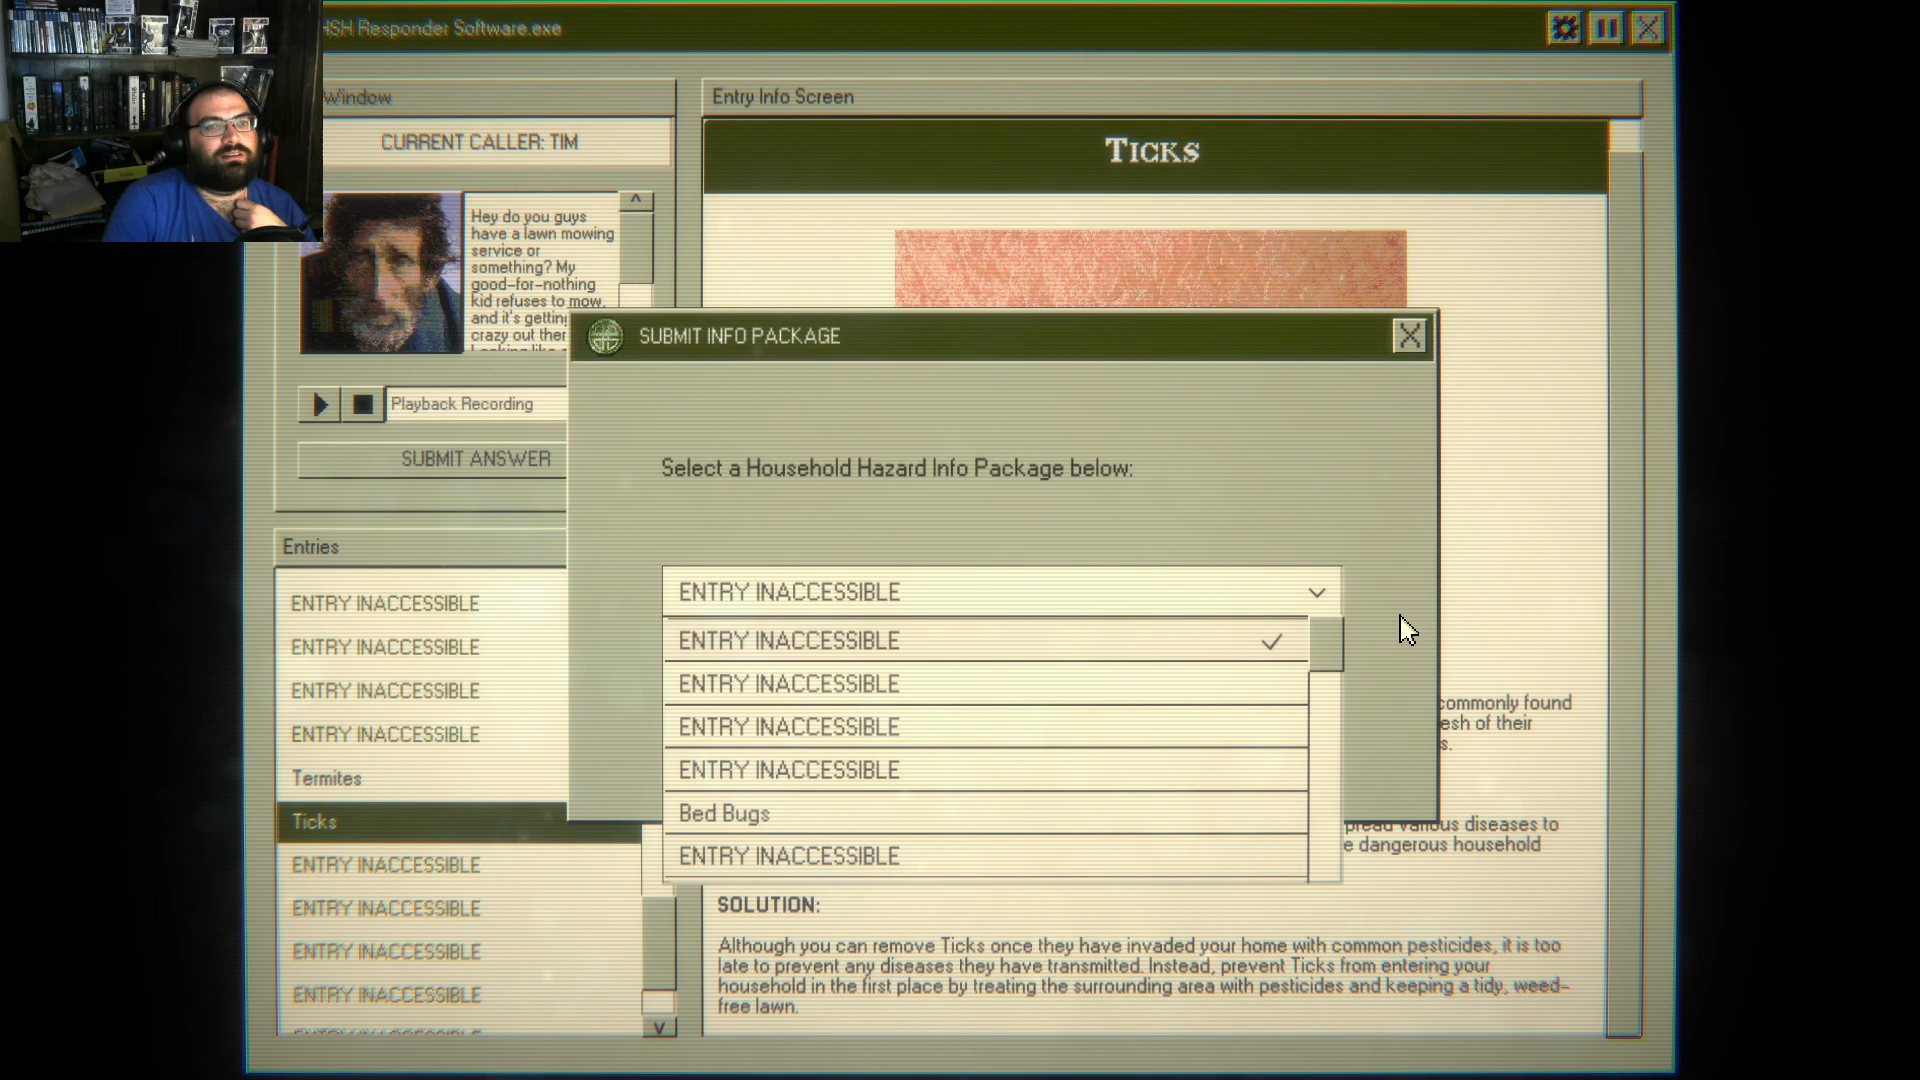 HSH Responder Software.exe
Window
Entry Info Screen
CURRENT CALLER: TIM
TICKS
Hey do you guys
have a lawn mowing
service or
something? My
good-for-nothing
kid refuses to mow,
and it's getting
crazy out
SUBMIT INFO PACKAGE
Playback Recording
Select a Household Hazard Info Package below:
SUBMIT ANSWER
Entries
ENTRY INACCESSIBLE
ENTRY INACCESSIBLE
ENTRY INACCESSIBLE
ENTRY INACCESSIBLE
Termites
Ticks
ENTRY INACCESSIBLE
ENTRY INACCESSIBLE
ENTRY INACCESSIBLE
ENTRY INACCESSIBLE
ENTRY INACCESSIBLE
ENTRY INACCESSIBLE
ENTRY INACCESSIBLE
ENTRY INACCESSIBLE
ENTRY INACCESSIBLE
Bed Bugs
ENTRY INACCESSIBLE
commonly found
of their
diseases to
dangerous household
SOLUTION:
Although you can remove Ticks once they have invaded your home with common pesticides, it is too
late to prevent any diseases they have transmitted. Instead, prevent Ticks from entering your
household in the first place by treating the surrounding area with pesticides and keeping a tidy, weed-
free lawn.